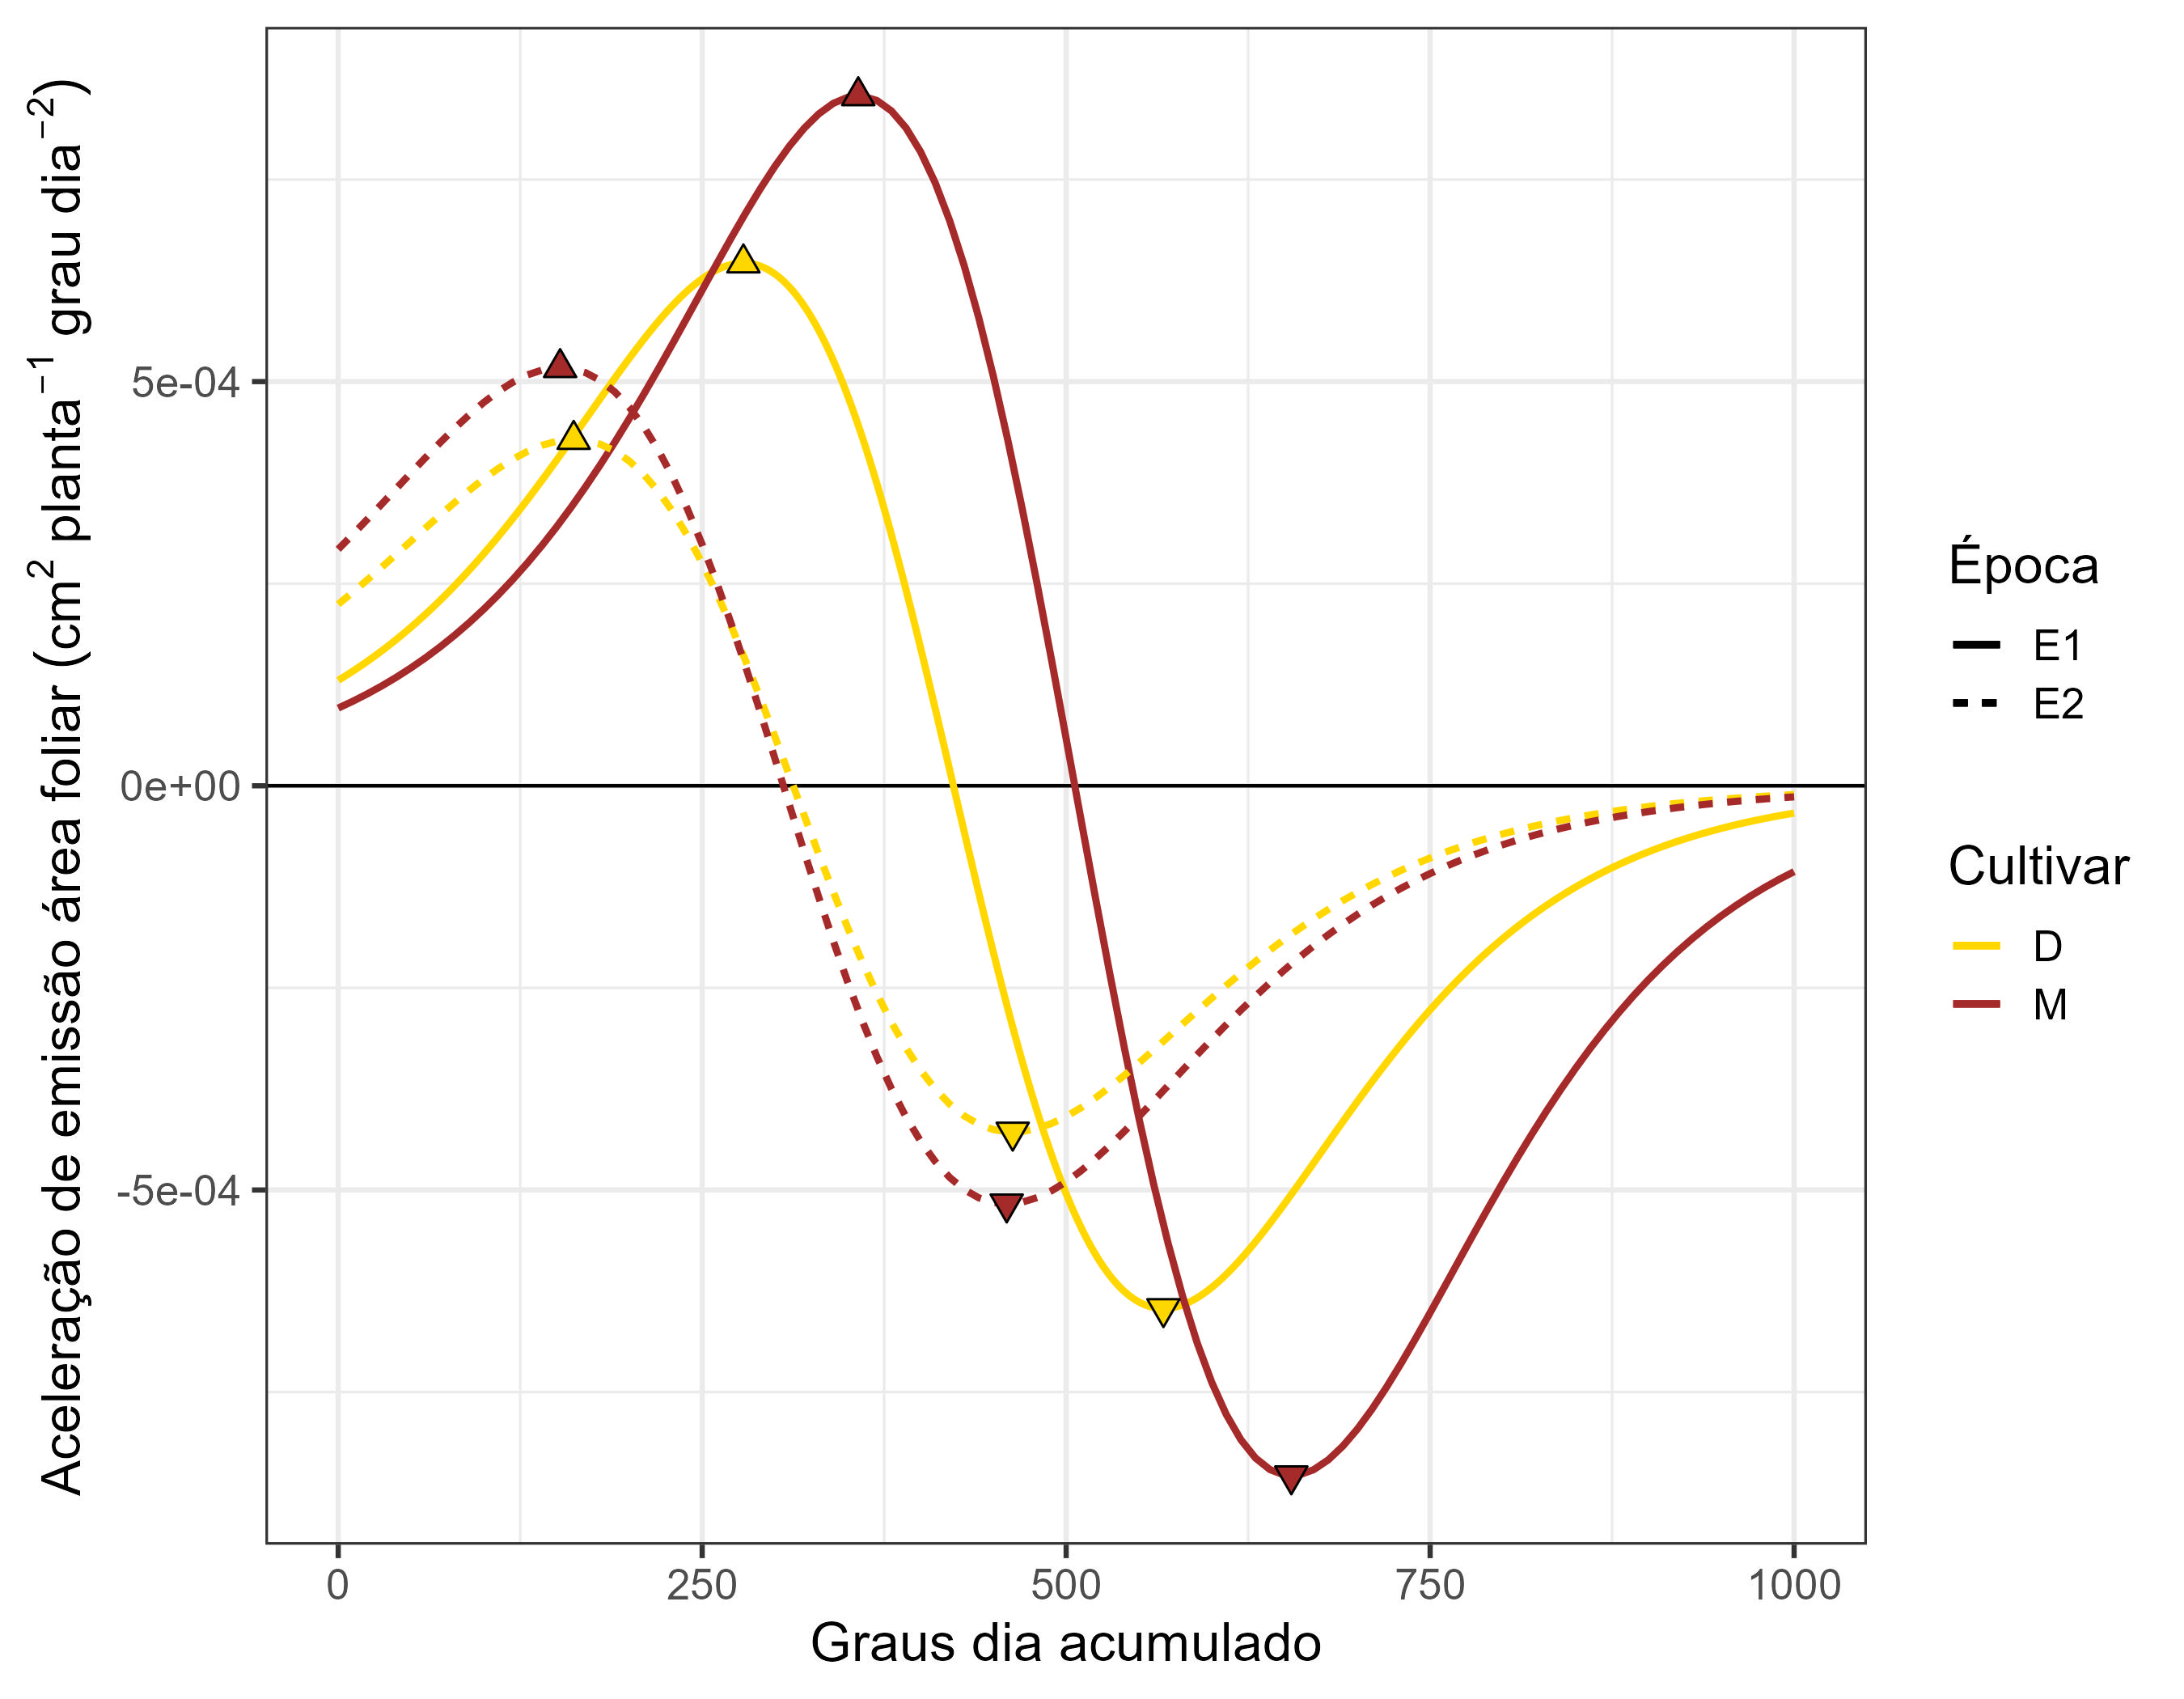 Aceleração de emissão área foliar (cm² planta⁻¹ grau dia⁻²)
5e-04
0e+00
-5e-04
0 250 500 750 1000
Graus dia acumulado
Época
E1
E2
Cultivar
D
M